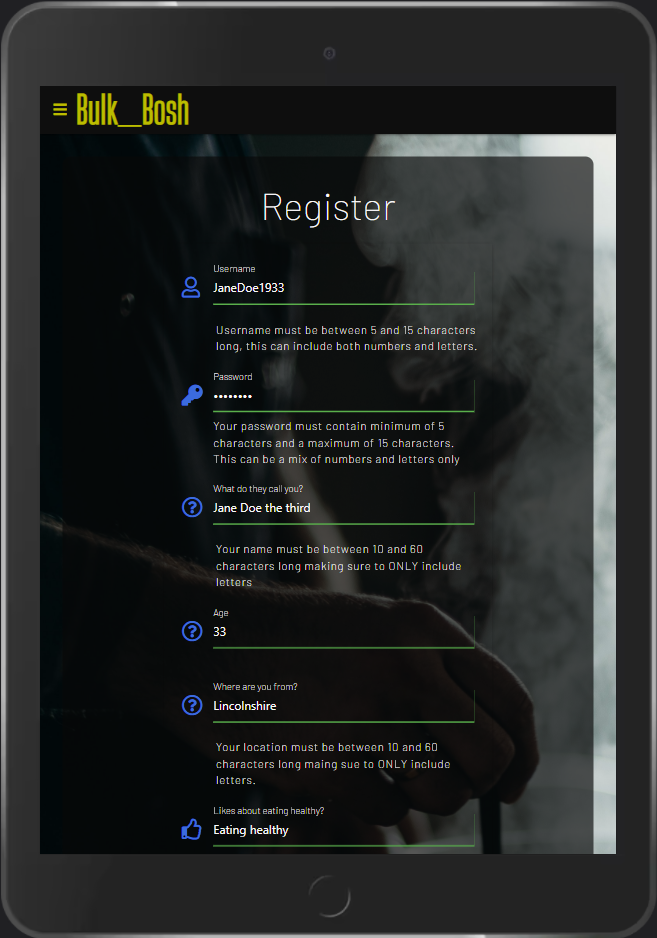 Bulk_Bosh
Register
Username
JaneDoe1933
Username must be between 5 and 15 characters
long, this can include both numbers and letters.
Password
••••••••
Your password must contain minimum of 5
characters and a maximum of 15 characters.
This can be a mix of numbers and letters only
What do they call you?
Jane Doe the third
Your name must be between 10 and 60
characters long making sure to ONLY include
letters
Age
33
Where are you from?
Lincolnshire
Your location must be between 10 and 60
characters long maing sue to ONLY include
letters.
Likes about eating healthy?
Eating healthy